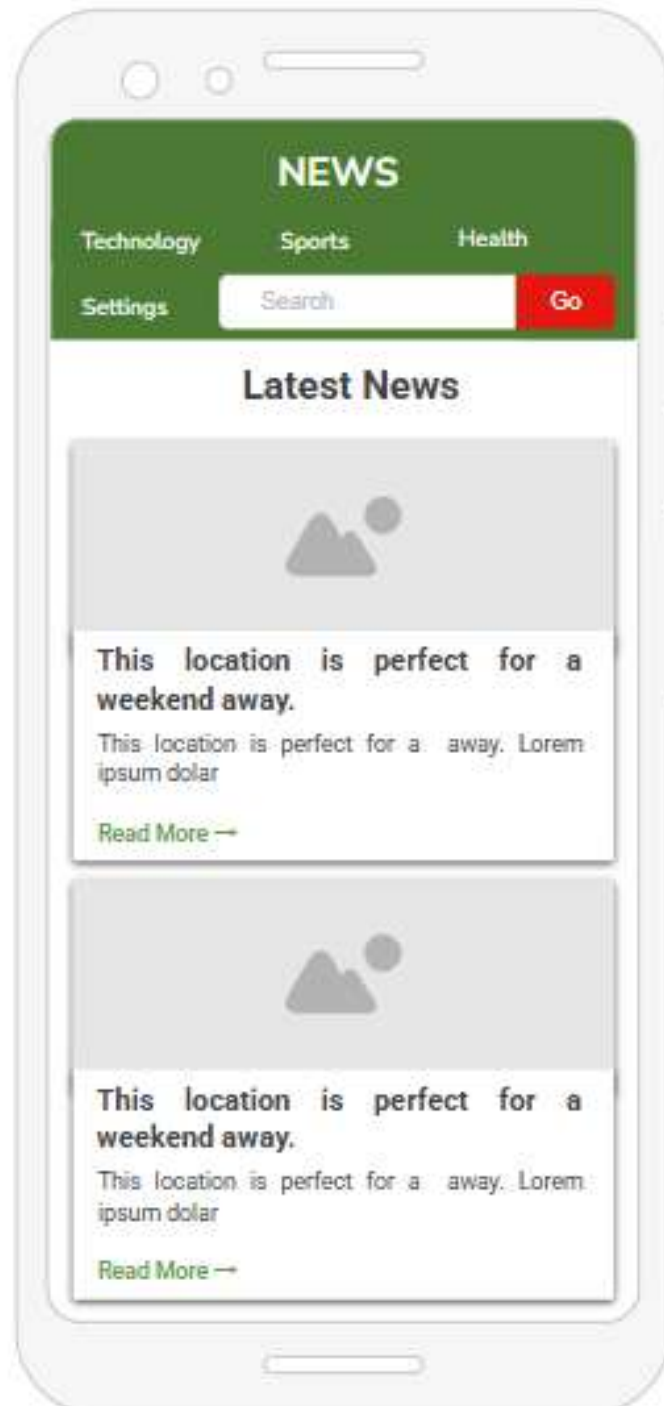 NEWS
Technology Sports Health
Settings Search Go
Latest News
This location is perfect for a
weekend away.
This location is perfect for a away. Lorem
ipsum dolar
Read More →
This location is perfect for a
weekend away.
This location is perfect for a away. Lorem
ipsum dolar
Read More →